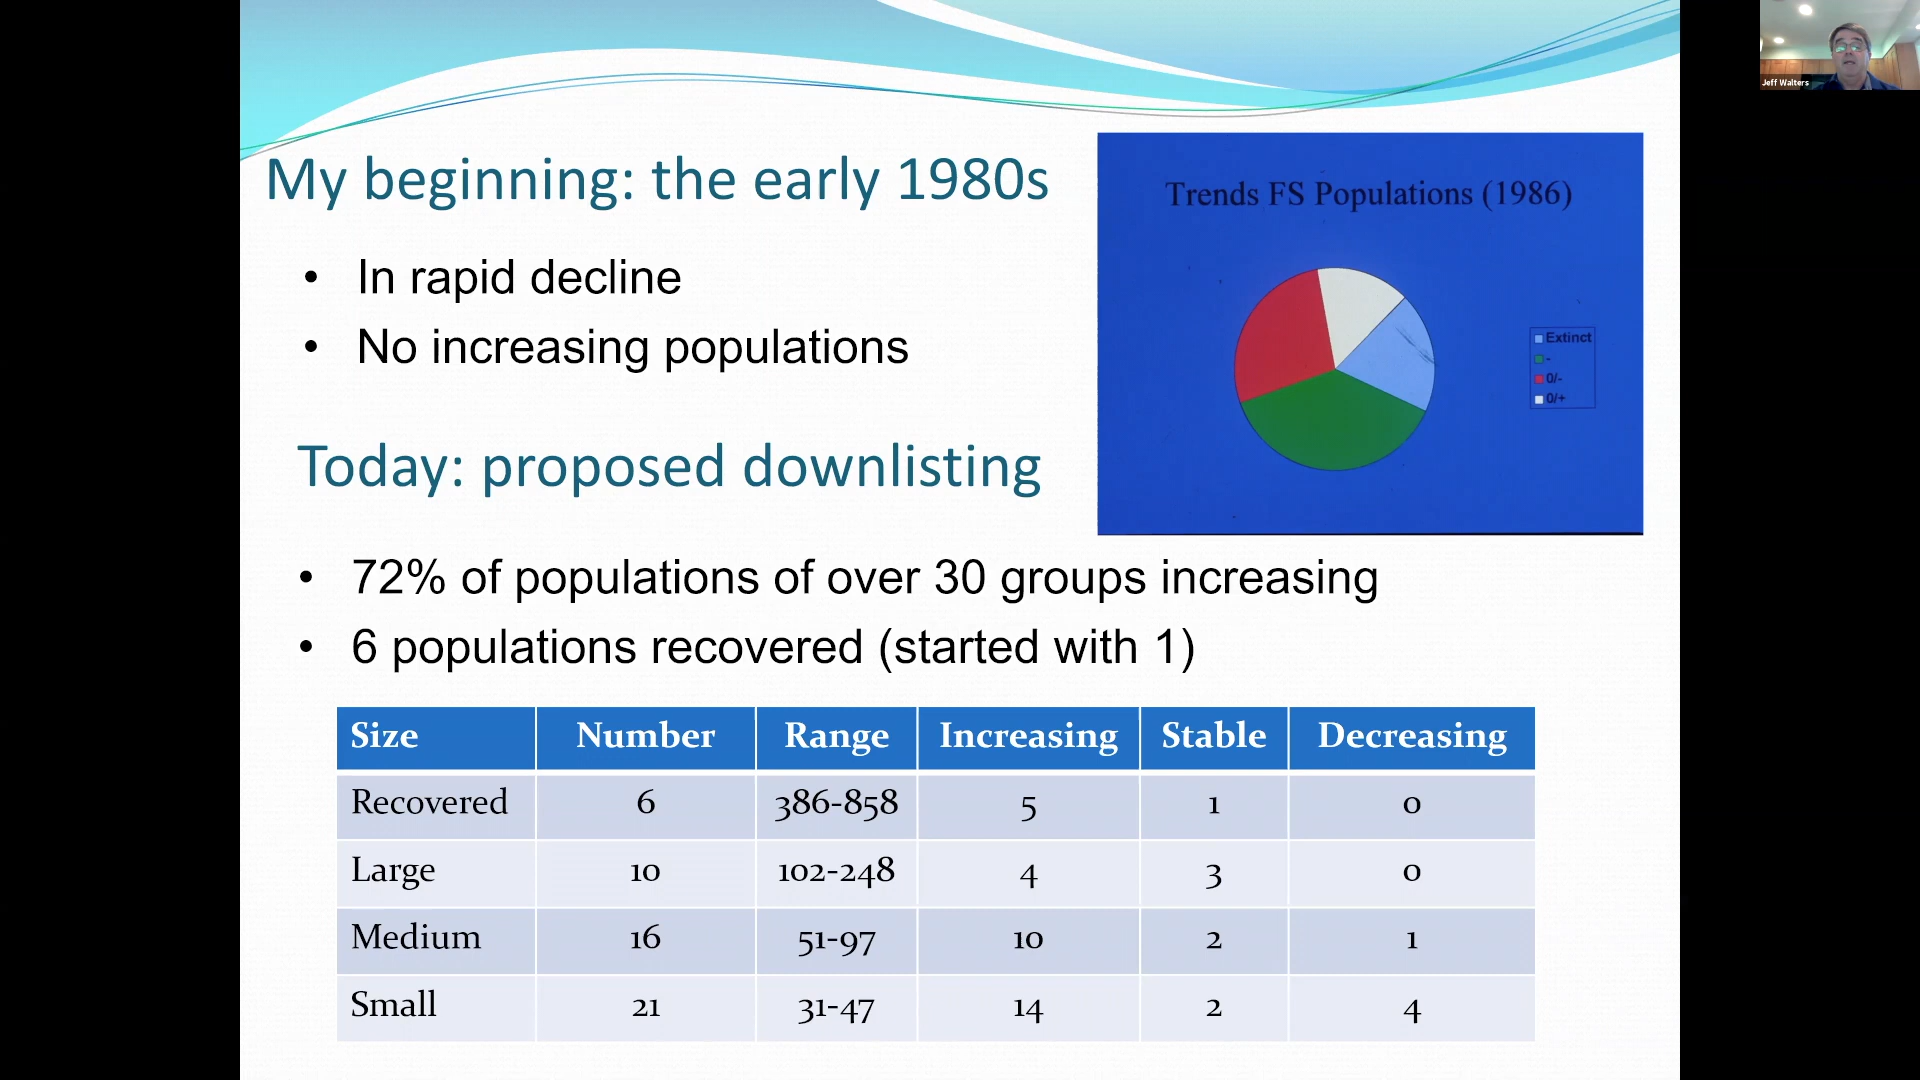 My beginning: the early 1980s
• In rapid decline
• No increasing populations
Trends FS Populations (1986)
Extinct
-
0/-
0/+
Today: proposed downlisting
• 72% of populations of over 30 groups increasing
• 6 populations recovered (started with 1)
Size Number Range Increasing Stable Decreasing
Recovered 6 386-858 5 1 0
Large 10 102-248 4 3 0
Medium 16 51-97 10 2 1
Small 21 31-47 14 2 4
Jeff Walters